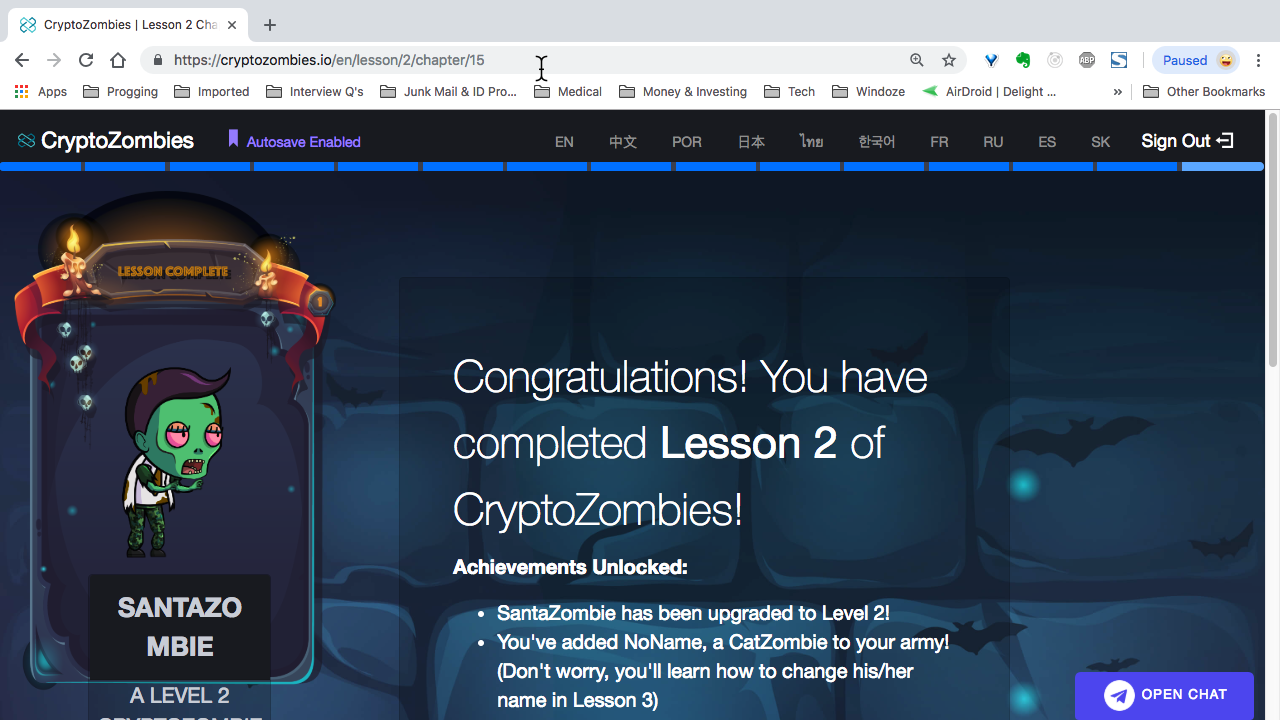 CryptoZombies | Lesson 2 Cha
https://cryptozombies.io/en/lesson/2/chapter/15
ABP
Paused
Apps
Progging
Imported
Interview Q's
Junk Mail & ID Pro...
Medical
Money & Investing
Tech
Windoze
AirDroid | Delight ...
»
Other Bookmarks
CryptoZombies
Autosave Enabled
EN
中文
POR
日本
ไทย
한국어
FR
RU
ES
SK
Sign Out
LESSON COMPLETE
1
Congratulations! You have
completed Lesson 2 of
CryptoZombies!
Achievements Unlocked:
• SantaZombie has been upgraded to Level 2!
• You've added NoName, a CatZombie to your army!
(Don't worry, you'll learn how to change his/her
name in Lesson 3)
SANTAZO
MBIE
A LEVEL 2
CRYPTOZOMBIE
OPEN CHAT